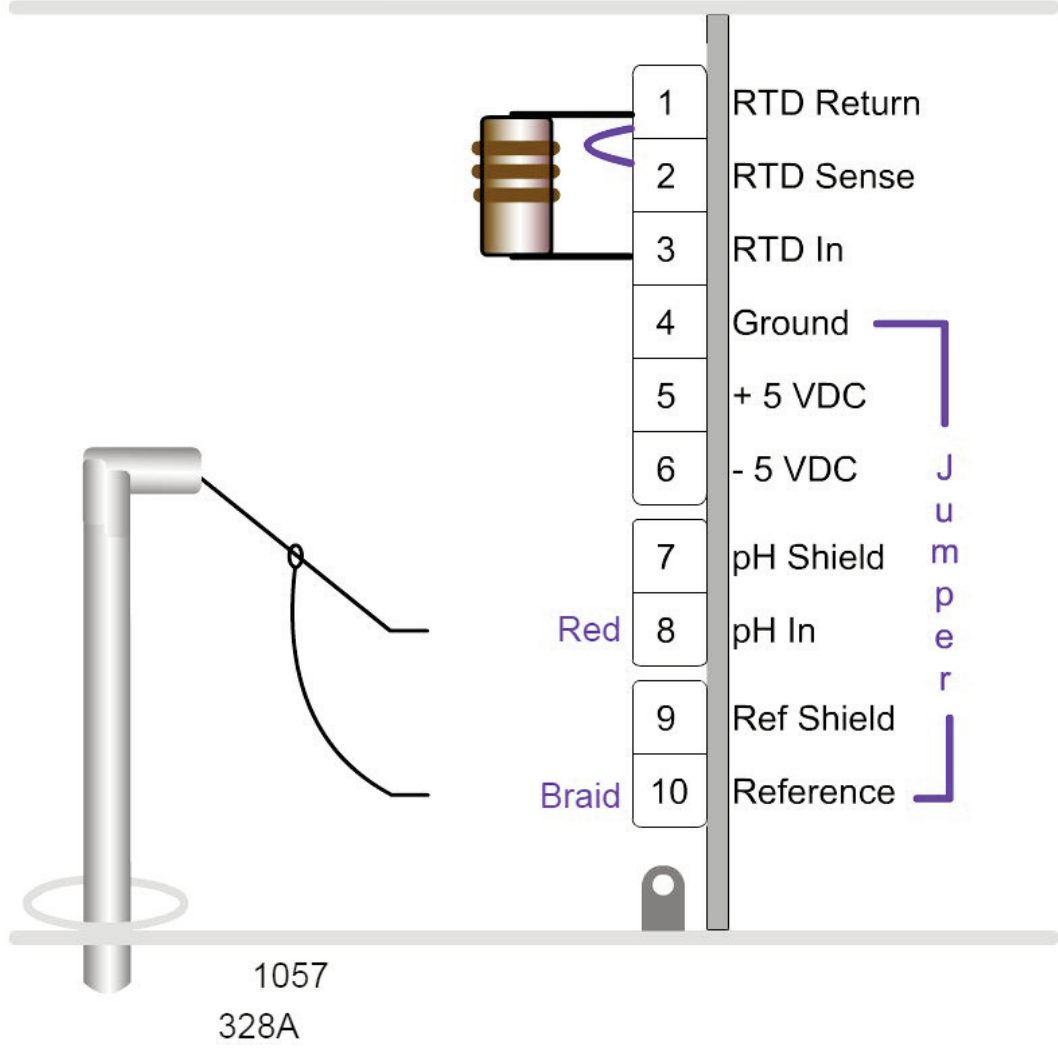 1 RTD Return
2 RTD Sense
3 RTD In
4 Ground
5 + 5 VDC
6 - 5 VDC
Jumper
7 pH Shield
Red 8 pH In
9 Ref Shield
Braid 10 Reference
1057
328A